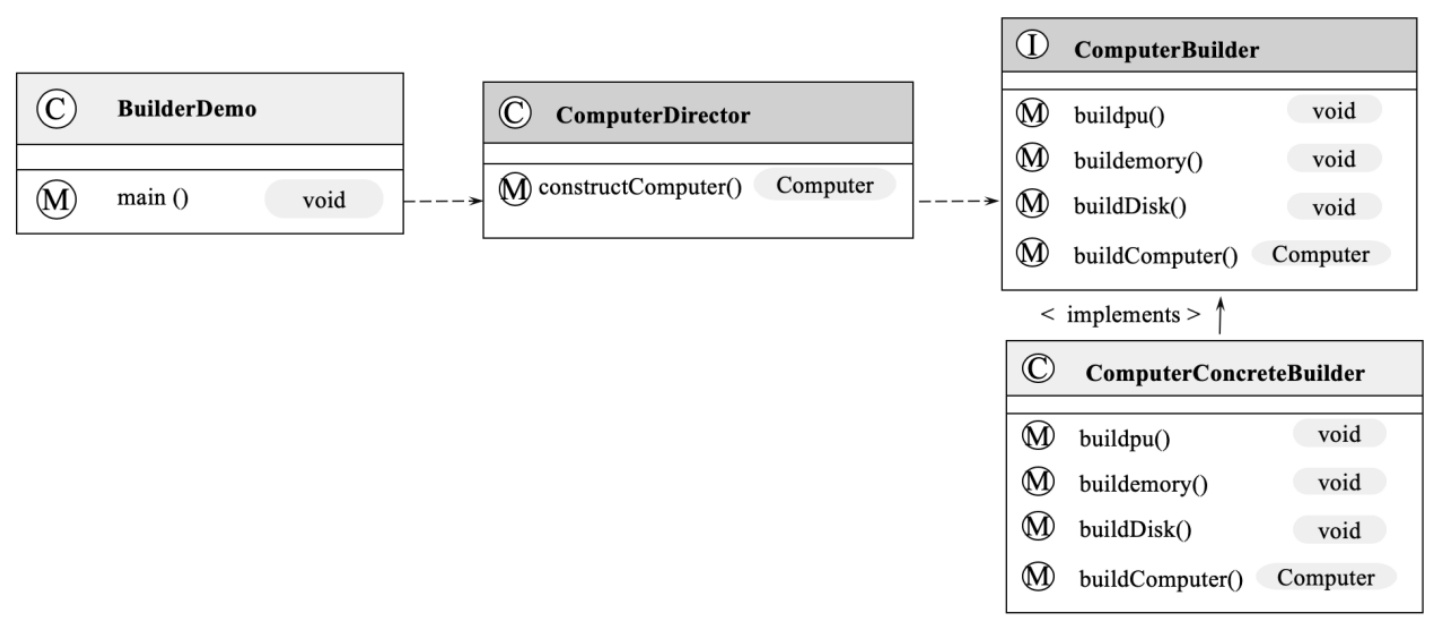 C BuilderDemo
M main () void
C ComputerDirector
M constructComputer() Computer
I ComputerBuilder
M buildpu() void
M buildemory() void
M buildDisk() void
M buildComputer() Computer
< implements >
C ComputerConcreteBuilder
M buildpu() void
M buildemory() void
M buildDisk() void
M buildComputer() Computer